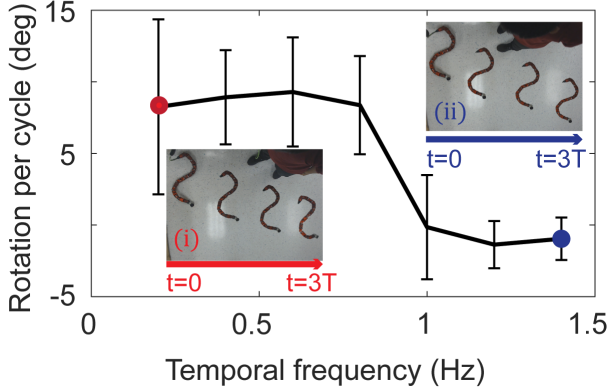 Rotation per cycle (deg)
15
5
-5
(i)
t=0 t=3T
(ii)
t=0 t=3T
0 0.5 1 1.5
Temporal frequency (Hz)